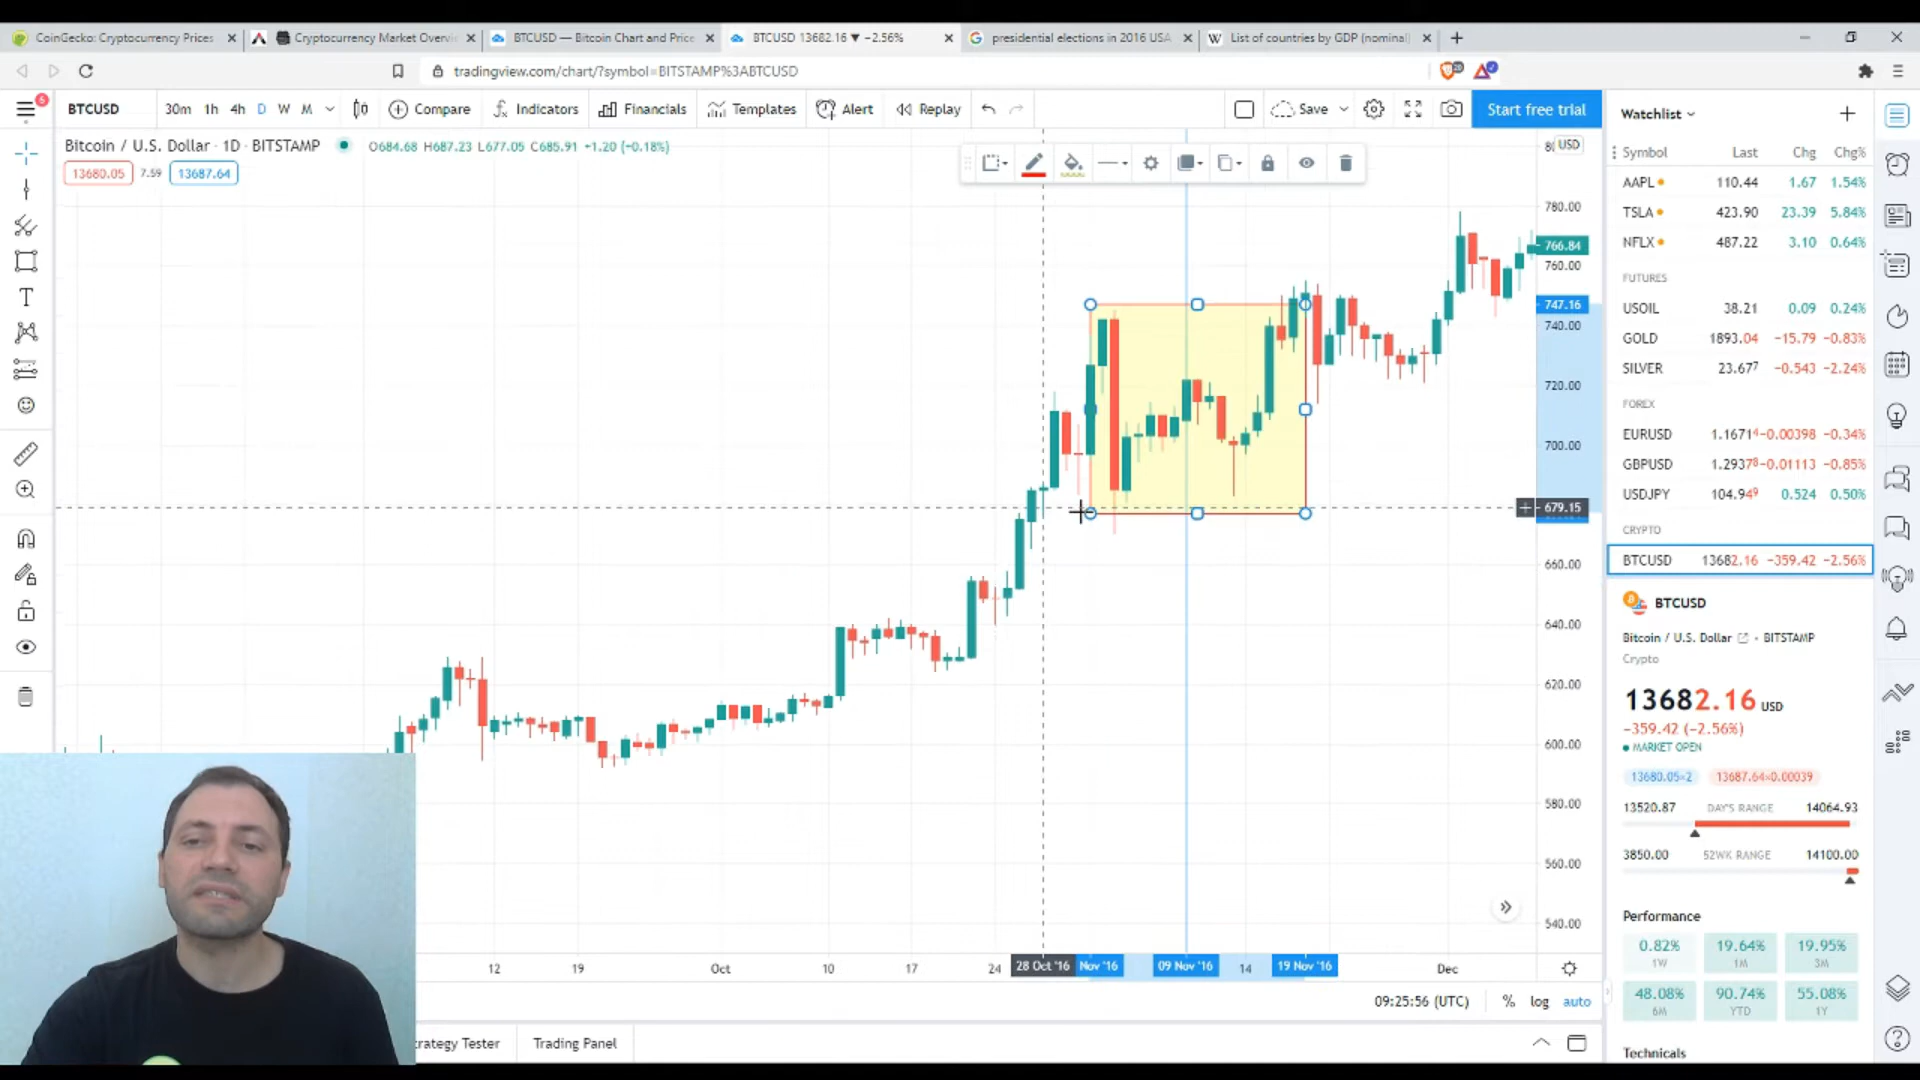 CoinGecko: Cryptocurrency Prices
Cryptocurrency Market Overvi
BTCUSD — Bitcoin Chart and Price
BTCUSD 13682.16 ▼ −2.56%
presidential elections in 2016 USA
W List of countries by GDP (nominal)
tradingview.com/chart/?symbol=BITSTAMP%3ABTCUSD
BTCUSD 30m 1h 4h D W M Compare Indicators Financials Templates Alert Replay Save Start free trial
Bitcoin / U.S. Dollar · 1D · BITSTAMP O684.68 H687.23 L677.05 C685.91 +1.20 (+0.18%)
13680.05 7.59 13687.64
USD
780.00
766.84
760.00
747.16
740.00
720.00
700.00
679.15
660.00
640.00
620.00
600.00
580.00
560.00
540.00
12 19 Oct 10 17 24 28 Oct '16 Nov '16 09 Nov '16 14 19 Nov '16 Dec
09:25:56 (UTC) % log auto
rategy Tester Trading Panel
Watchlist
Symbol Last Chg Chg%
AAPL 110.44 1.67 1.54%
TSLA 423.90 23.39 5.84%
NFLX 487.22 3.10 0.64%
FUTURES
USOIL 38.21 0.09 0.24%
GOLD 1893.04 −15.79 −0.83%
SILVER 23.677 −0.543 −2.24%
FOREX
EURUSD 1.16714 −0.00398 −0.34%
GBPUSD 1.29378 −0.01113 −0.85%
USDJPY 104.949 0.524 0.50%
CRYPTO
BTCUSD 13682.16 −359.42 −2.56%
BTCUSD
Bitcoin / U.S. Dollar · BITSTAMP
Crypto
13682.16 USD
−359.42 (−2.56%)
MARKET OPEN
13680.05×2 13687.64×0.00039
13520.87 DAY'S RANGE 14064.93
3850.00 52WK RANGE 14100.00
Performance
0.82% 19.64% 19.95%
1W 1M 3M
48.08% 90.74% 55.08%
6M YTD 1Y
Technicals